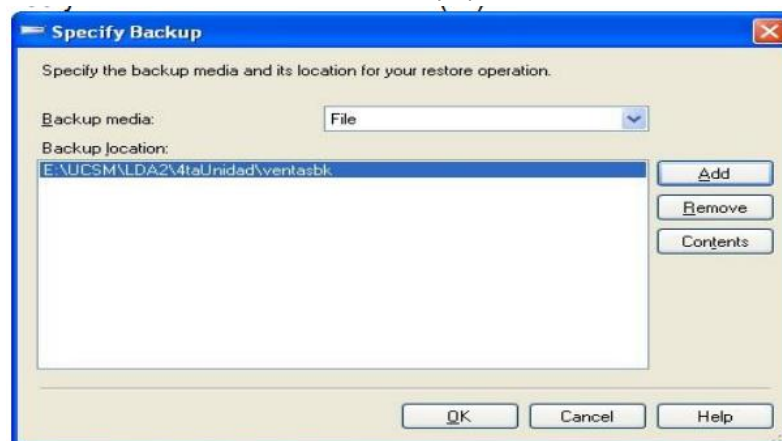 Specify Backup
Specify the backup media and its location for your restore operation.
Backup media: File
Backup location:
E:\UCSM\LDA2\4taUnidad\ventasbk
Add
Remove
Contents
OK Cancel Help